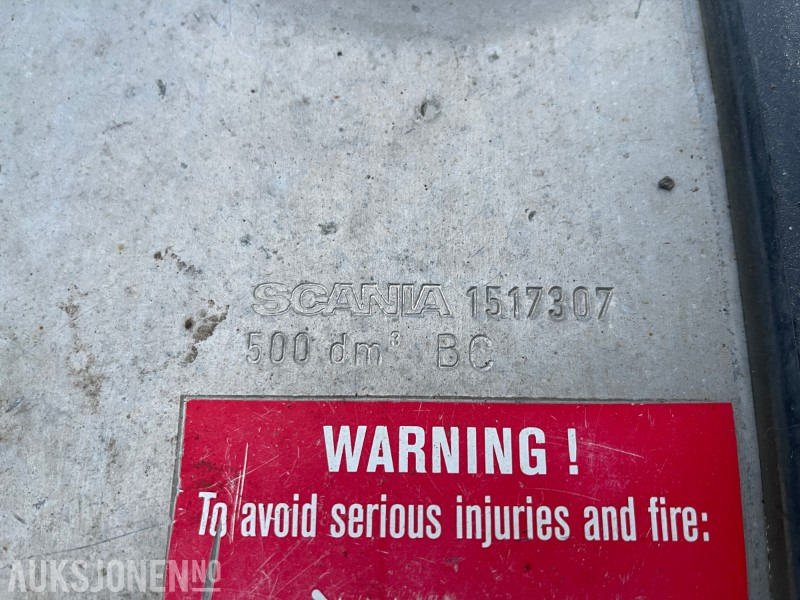 SCANIA 1517307
500 dm³ BC
WARNING !
To avoid serious injuries and fire:
AUKSJONEN.NO